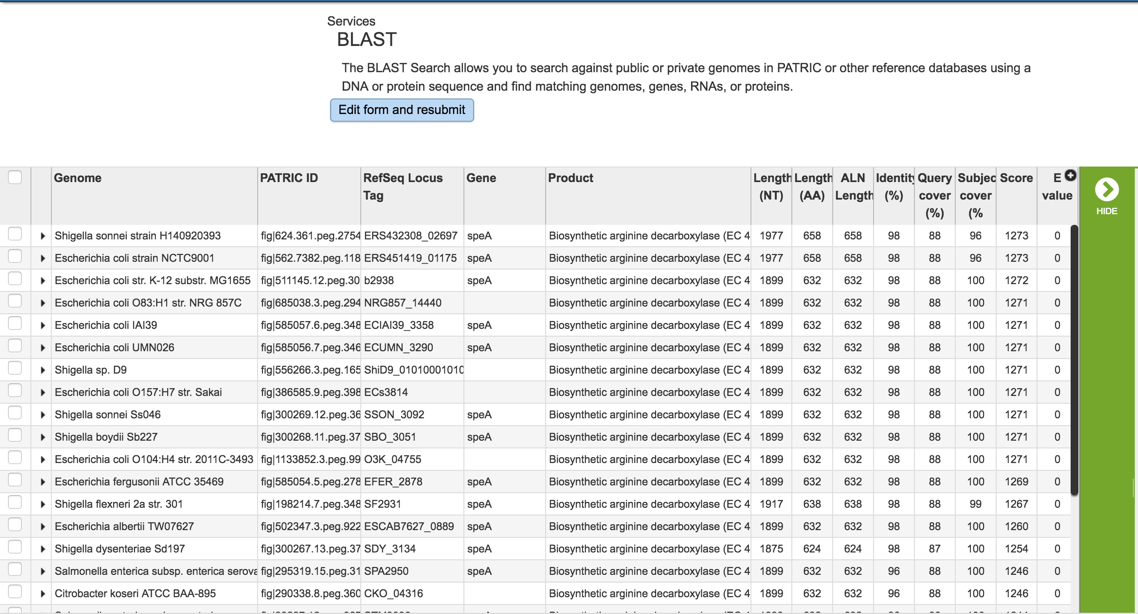 Services
BLAST
The BLAST Search allows you to search against public or private genomes in PATRIC or other reference databases using a
DNA or protein sequence and find matching genomes, genes, RNAs, or proteins.
Edit form and resubmit
Genome PATRIC ID RefSeq Locus Tag Gene Product Length (NT) Length (AA) ALN Length Identity (%) Query cover (%) Subjec cover (% Score E value
HIDE
Shigella sonnei strain H140920393 fig|624.361.peg.2754 ERS432308_02697 speA Biosynthetic arginine decarboxylase (EC 4 1977 658 658 98 88 96 1273 0
Escherichia coli strain NCTC9001 fig|562.7382.peg.118 ERS451419_01175 speA Biosynthetic arginine decarboxylase (EC 4 1977 658 658 98 88 96 1273 0
Escherichia coli str. K-12 substr. MG1655 fig|511145.12.peg.30 b2938 speA Biosynthetic arginine decarboxylase (EC 4 1899 632 632 98 88 100 1272 0
Escherichia coli O83:H1 str. NRG 857C fig|685038.3.peg.294 NRG857_14440 Biosynthetic arginine decarboxylase (EC 4 1899 632 632 98 88 100 1271 0
Escherichia coli IAI39 fig|585057.6.peg.348 ECIAI39_3358 speA Biosynthetic arginine decarboxylase (EC 4 1899 632 632 98 88 100 1271 0
Escherichia coli UMN026 fig|585056.7.peg.346 ECUMN_3290 speA Biosynthetic arginine decarboxylase (EC 4 1899 632 632 98 88 100 1271 0
Shigella sp. D9 fig|556266.3.peg.165 ShiD9_01010001010 Biosynthetic arginine decarboxylase (EC 4 1899 632 632 98 88 100 1271 0
Escherichia coli O157:H7 str. Sakai fig|386585.9.peg.398 ECs3814 Biosynthetic arginine decarboxylase (EC 4 1899 632 632 98 88 100 1271 0
Shigella sonnei Ss046 fig|300269.12.peg.36 SSON_3092 speA Biosynthetic arginine decarboxylase (EC 4 1899 632 632 98 88 100 1271 0
Shigella boydii Sb227 fig|300268.11.peg.37 SBO_3051 speA Biosynthetic arginine decarboxylase (EC 4 1899 632 632 98 88 100 1271 0
Escherichia coli O104:H4 str. 2011C-3493 fig|1133852.3.peg.99 O3K_04755 Biosynthetic arginine decarboxylase (EC 4 1899 632 632 98 88 100 1271 0
Escherichia fergusonii ATCC 35469 fig|585054.5.peg.278 EFER_2878 speA Biosynthetic arginine decarboxylase (EC 4 1899 632 632 98 88 100 1269 0
Shigella flexneri 2a str. 301 fig|198214.7.peg.348 SF2931 speA Biosynthetic arginine decarboxylase (EC 4 1917 638 638 98 88 99 1267 0
Escherichia albertii TW07627 fig|502347.3.peg.922 ESCAB7627_0889 speA Biosynthetic arginine decarboxylase (EC 4 1899 632 632 98 88 100 1260 0
Shigella dysenteriae Sd197 fig|300267.13.peg.37 SDY_3134 speA Biosynthetic arginine decarboxylase (EC 4 1875 624 624 98 87 100 1254 0
Salmonella enterica subsp. enterica serova fig|295319.15.peg.31 SPA2950 speA Biosynthetic arginine decarboxylase (EC 4 1899 632 632 96 88 100 1246 0
Citrobacter koseri ATCC BAA-895 fig|290338.8.peg.360 CKO_04316 Biosynthetic arginine decarboxylase (EC 4 1899 632 632 96 88 100 1246 0